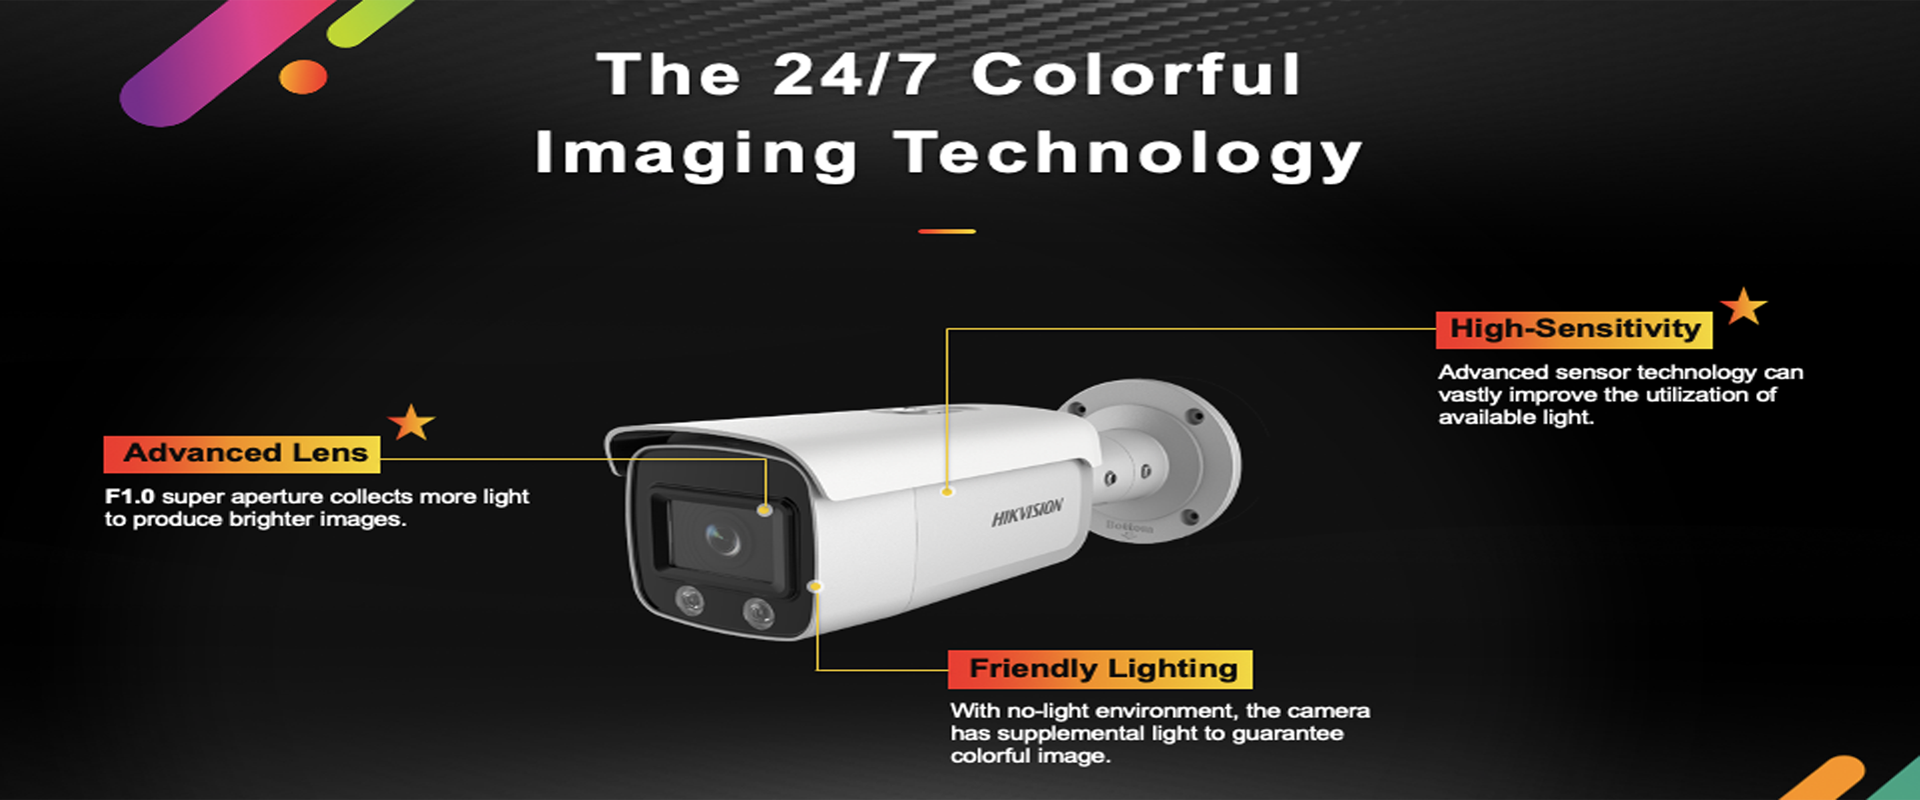 The 24/7 Colorful
Imaging Technology
High-Sensitivity
Advanced sensor technology can
vastly improve the utilization of
available light.
Advanced Lens
F1.0 super aperture collects more light
to produce brighter images.
HIKVISION
Bottom
Friendly Lighting
With no-light environment, the camera
has supplemental light to guarantee
colorful image.